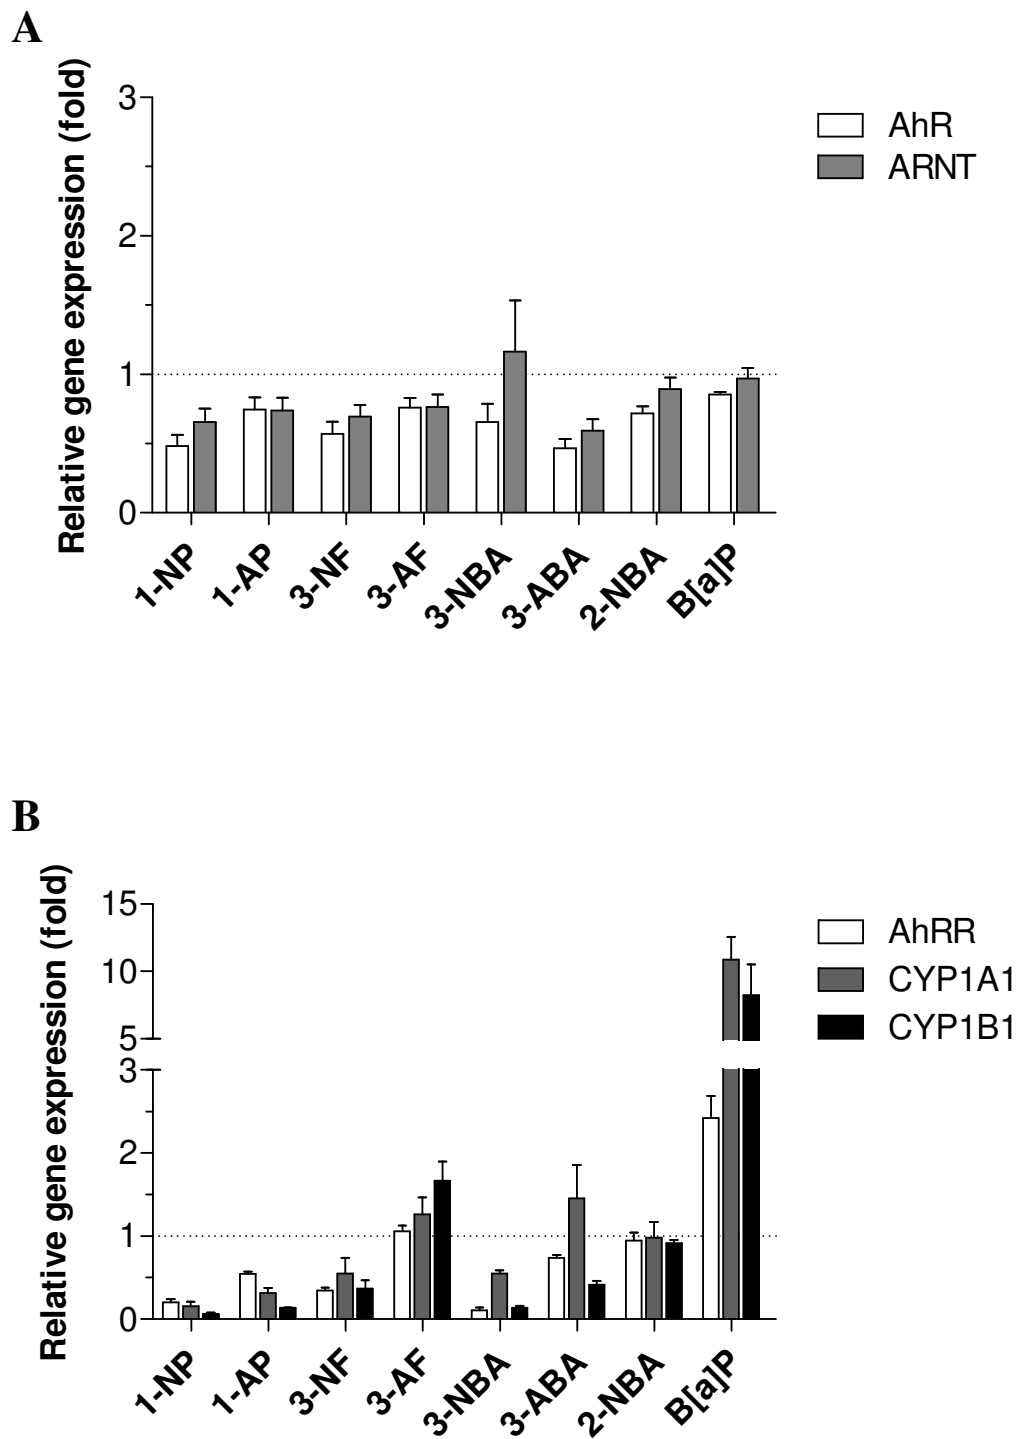 A
Relative gene expression (fold)
3
2
1
0
AhR
ARNT
1-NP
1-AP
3-NF
3-AF
3-NBA
3-ABA
2-NBA
B[a]P
B
Relative gene expression (fold)
15
10
5
3
2
1
0
AhRR
CYP1A1
CYP1B1
1-NP
1-AP
3-NF
3-AF
3-NBA
3-ABA
2-NBA
B[a]P